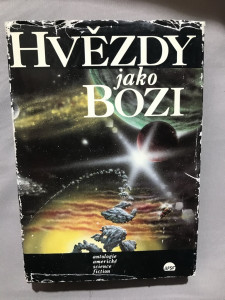 HVĚZDY
jako
BOZI
antologie
americké
science
fiction